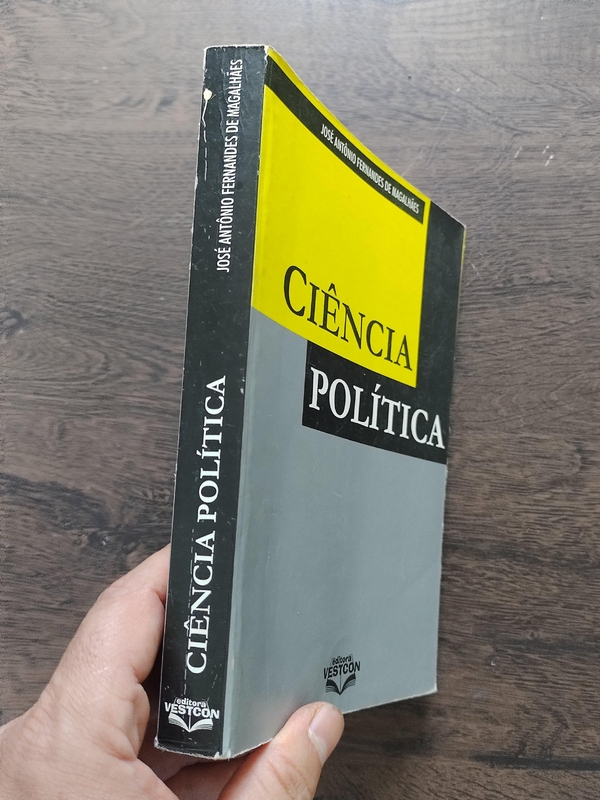 JOSÉ ANTÔNIO FERNANDES DE MAGALHÃES
CIÊNCIA POLÍTICA
editora
VESTCON
JOSÉ ANTÔNIO FERNANDES DE MAGALHÃES
CIÊNCIA
POLÍTICA
editora
VESTCON